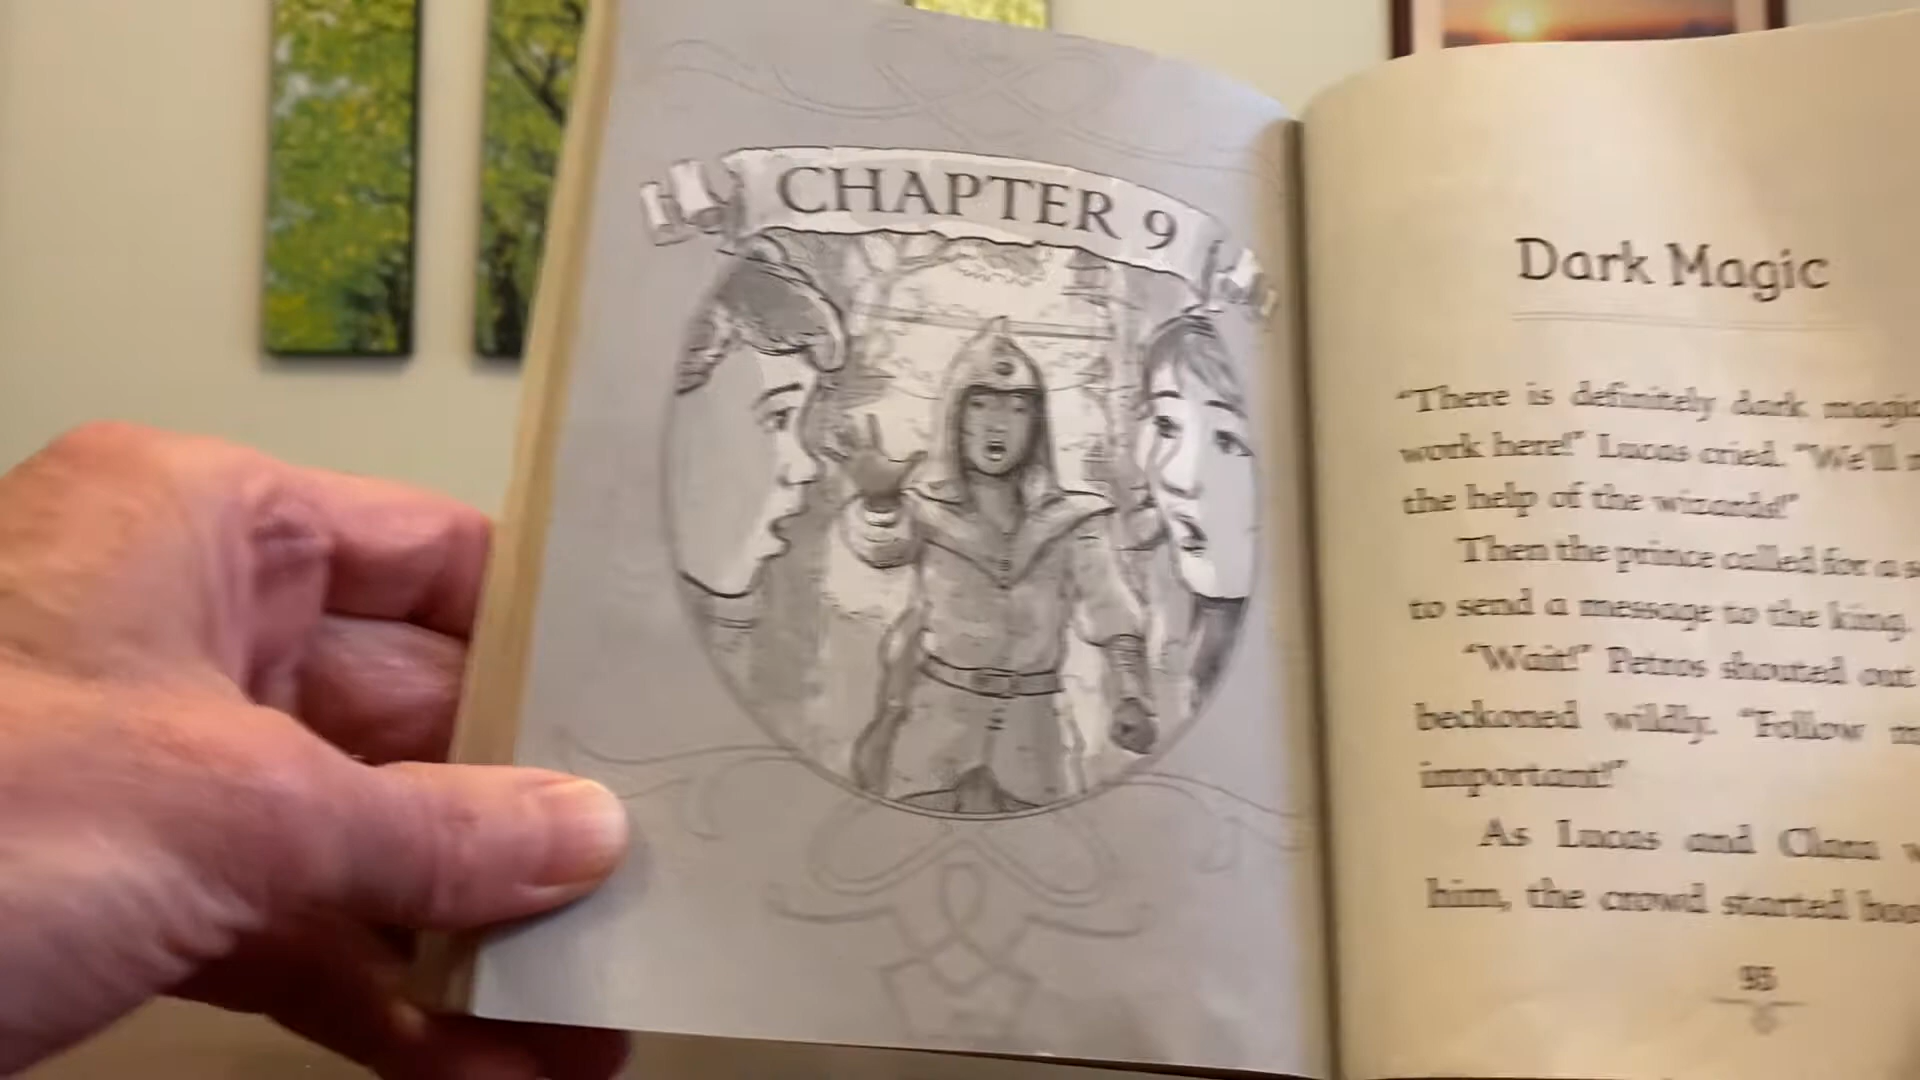 CHAPTER 9
Dark Magic
"There is definitely dark magic
work here!" Lucas cried. "We'll
the help of the wizards!"
Then the prince called for a
to send a message to the king.
"Wait!" Petros shouted out
beckoned wildly. "Follow
important!"
As Lucas and Clara
him, the crowd started
95